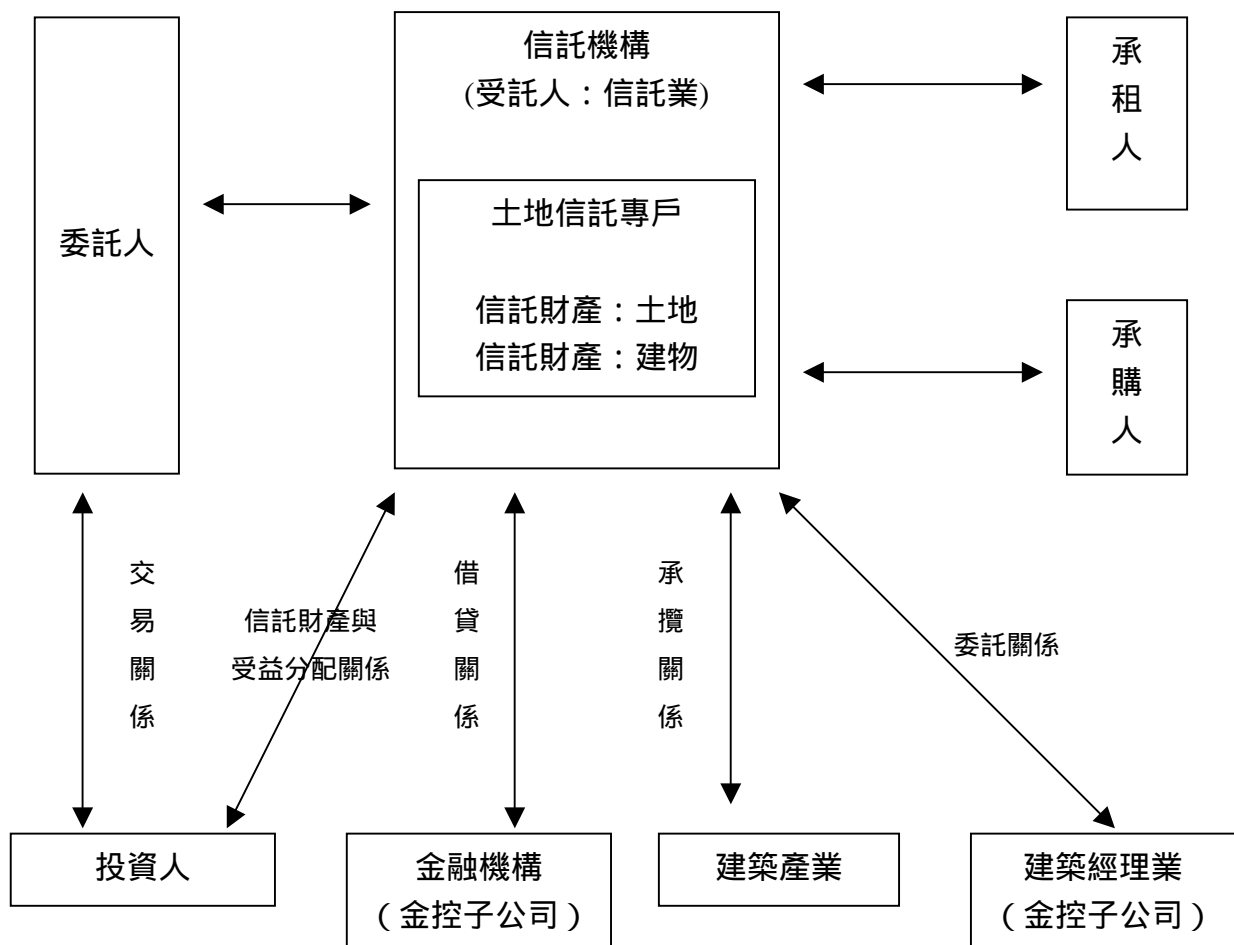 委託人
信託機構
(受託人：信託業)
土地信託專戶
信託財產：土地
信託財產：建物
承租人
承購人
交易關係
信託財產與
受益分配關係
借貸關係
承攬關係
委託關係
投資人
金融機構
（金控子公司）
建築產業
建築經理業
（金控子公司）